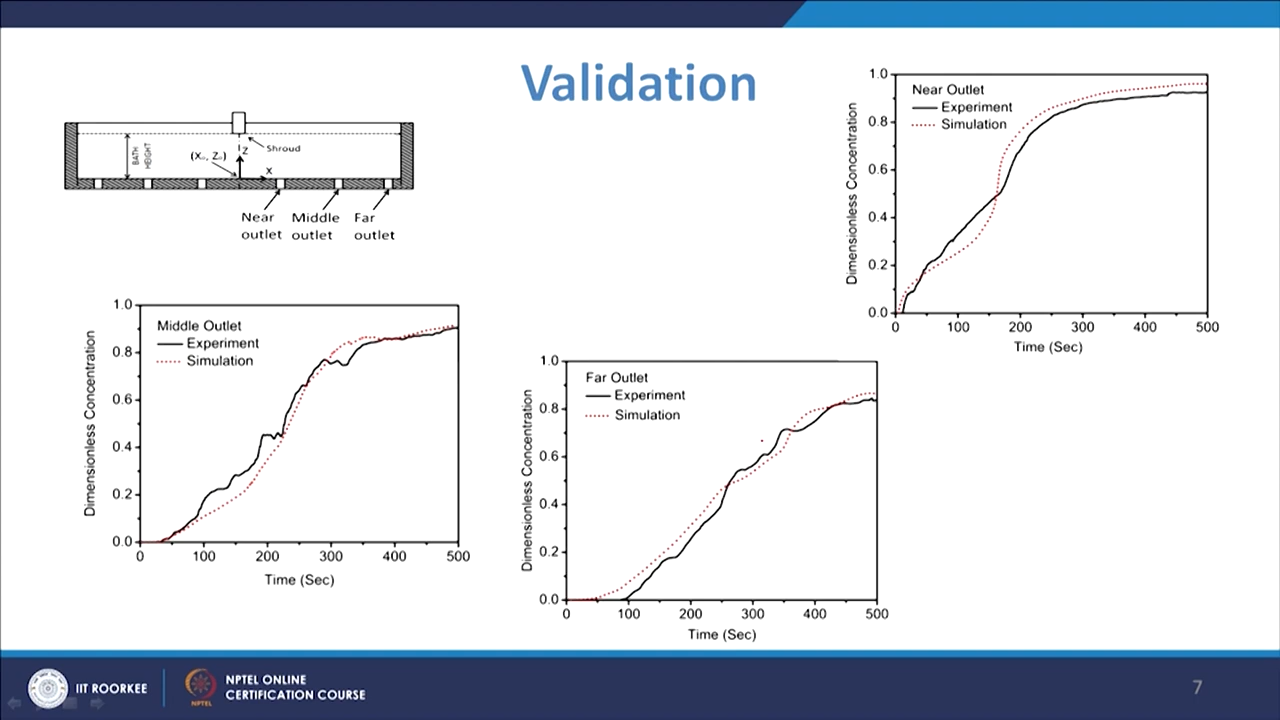 Validation
BATH
HEIGHT
Z
Shroud
X
Near
outlet
Middle
outlet
Far
outlet
Near Outlet
Experiment
Simulation
Dimensionless Concentration
1.0
0.8
0.6
0.4
0.2
0.0
0 100 200 300 400 500
Time (Sec)
Middle Outlet
Experiment
Simulation
Dimensionless Concentration
1.0
0.8
0.6
0.4
0.2
0.0
0 100 200 300 400 500
Time (Sec)
Far Outlet
Experiment
Simulation
Dimensionless Concentration
1.0
0.8
0.6
0.4
0.2
0.0
0 100 200 300 400 500
Time (Sec)
IIT ROORKEE
NPTEL
NPTEL ONLINE
CERTIFICATION COURSE
7